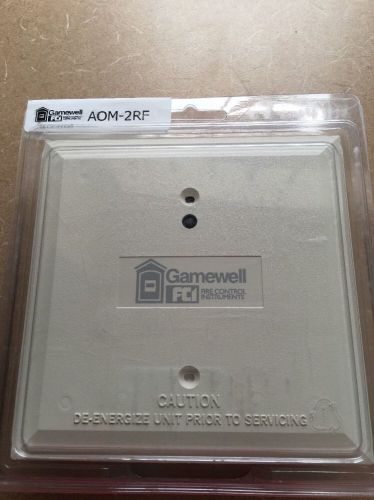 Gamewell
FCI
AOM-2RF
Gamewell
FCI FIRE CONTROL
INSTRUMENTS
CAUTION
DE-ENERGIZE UNIT PRIOR TO SERVICING